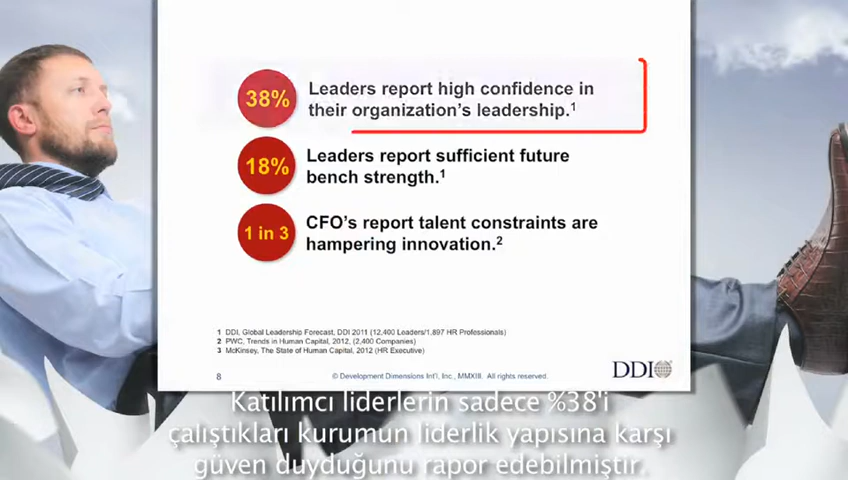 38%
Leaders report high confidence in
their organization's leadership.1
18%
Leaders report sufficient future
bench strength.1
1 in 3
CFO's report talent constraints are
hampering innovation.2
1 DDI, Global Leadership Forecast, DDI 2011 (12,400 Leaders/1,897 HR Professionals)
2 PWC, Trends in Human Capital, 2012, (2,400 Companies)
3 McKinsey, The State of Human Capital, 2012 (HR Executive)
8
© Development Dimensions Int'l, Inc., MMXIII. All rights reserved.
DDI
Katılımcı liderlerin sadece %38'i
çalıştıkları kurumun liderlik yapısına karşı
güven duyduğunu rapor edebilmiştir.